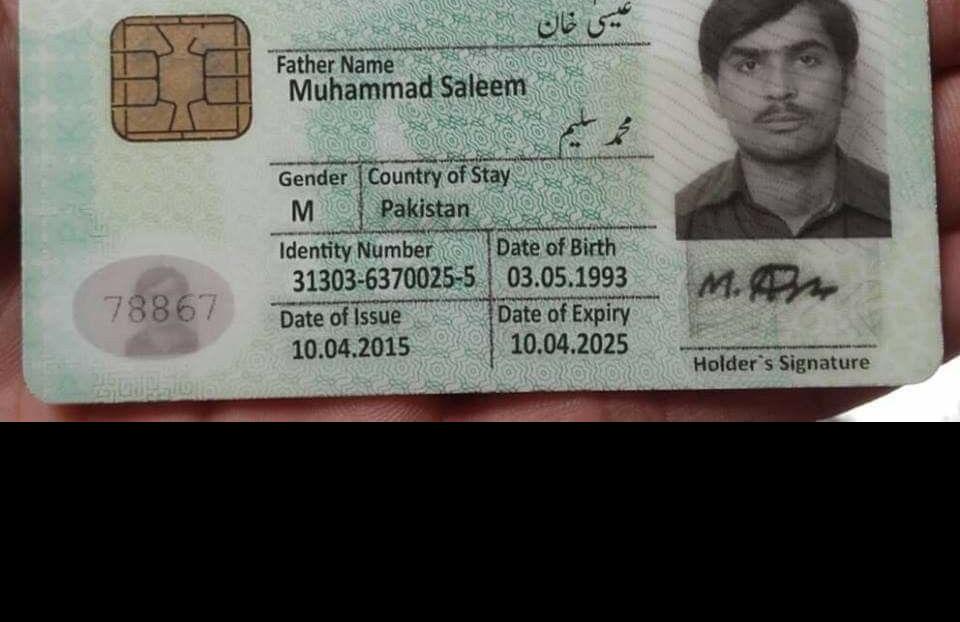 عیسیٰ خان
Father Name
Muhammad Saleem
محمد سلیم
Gender Country of Stay
M Pakistan
Identity Number Date of Birth
31303-6370025-5 03.05.1993
Date of Issue Date of Expiry
10.04.2015 10.04.2025
78867
Holder`s Signature